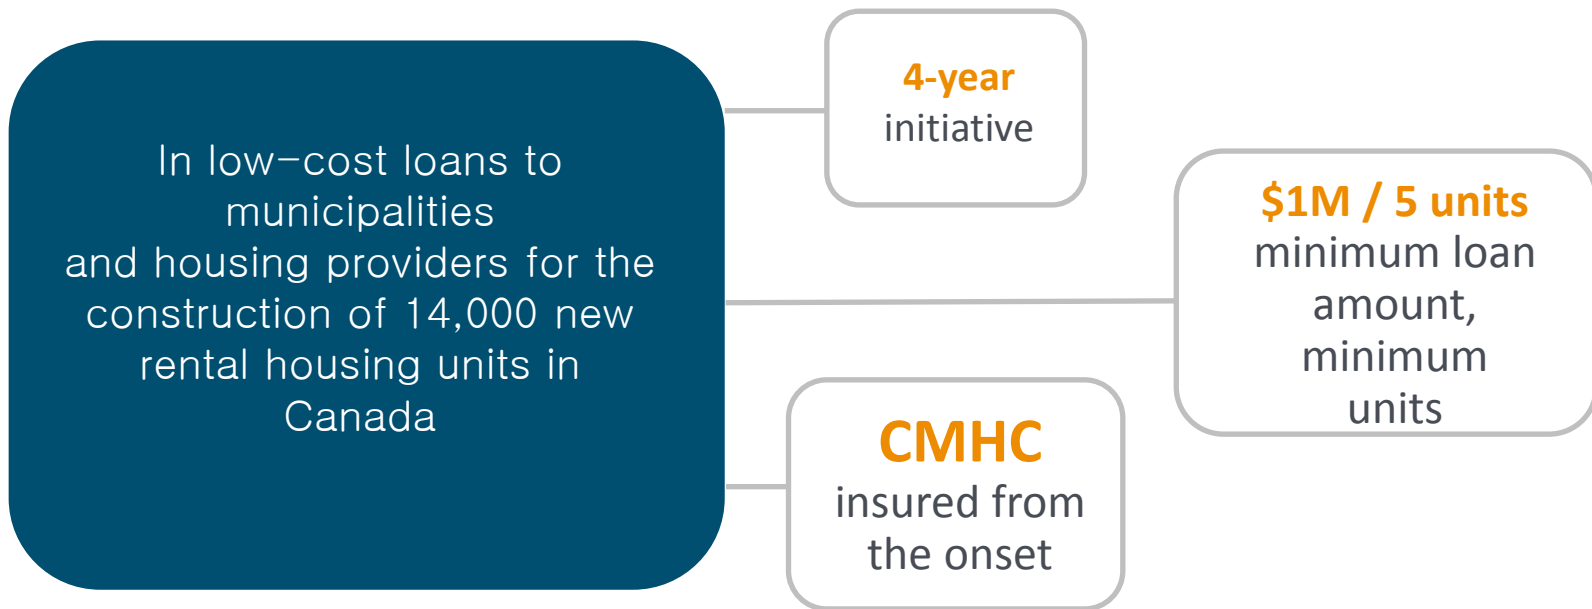 In low-cost loans to
municipalities
and housing providers for the
construction of 14,000 new
rental housing units in
Canada
4-year
initiative
$1M / 5 units
minimum loan
amount,
minimum
units
CMHC
insured from
the onset